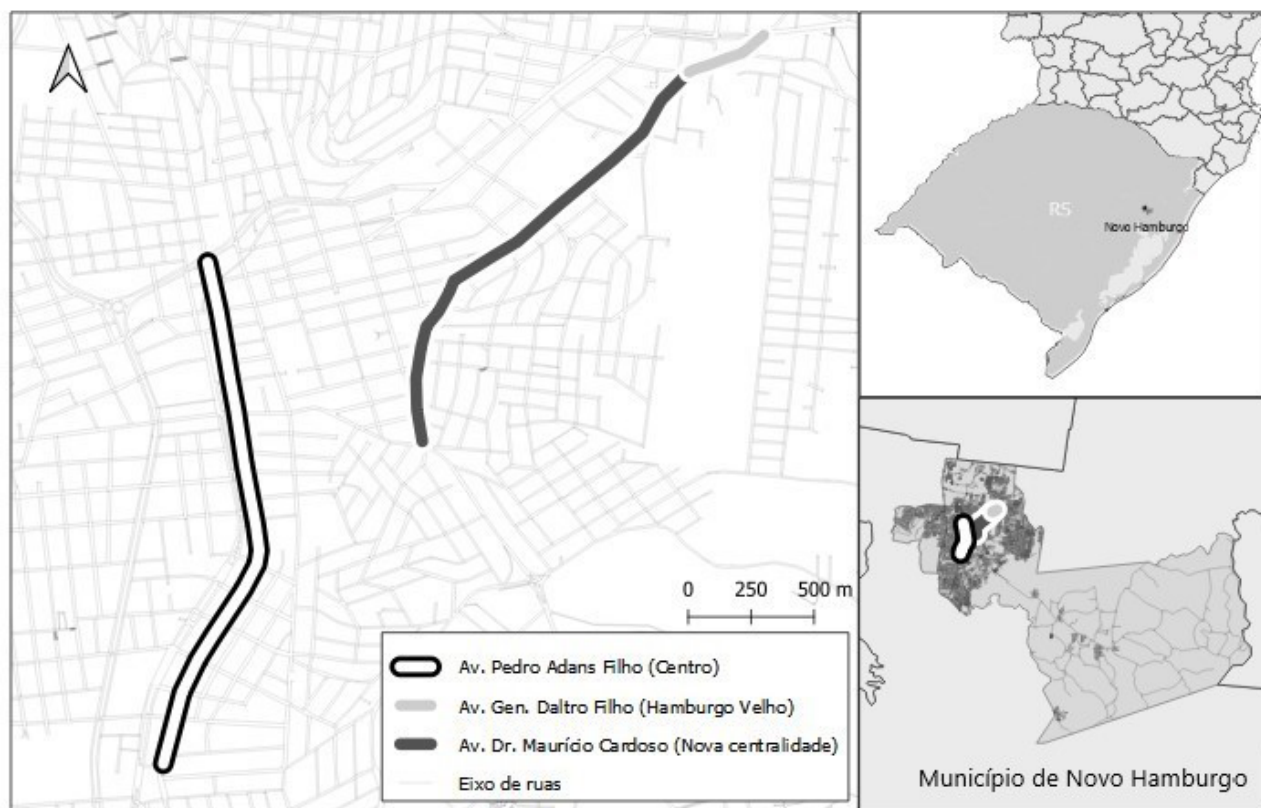 0 250 500 m
Av. Pedro Adans Filho (Centro)
Av. Gen. Daltro Filho (Hamburgo Velho)
Av. Dr. Maurício Cardoso (Nova centralidade)
Eixo de ruas
RS
Novo Hamburgo
Município de Novo Hamburgo